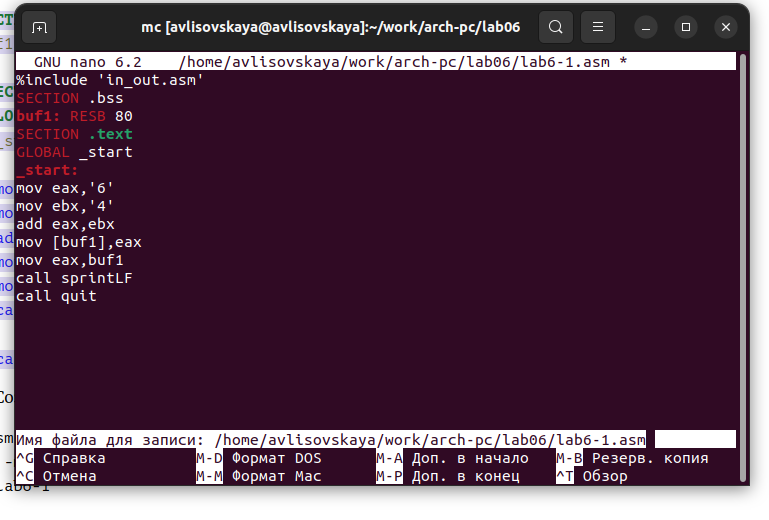 mc [avlisovskaya@avlisovskaya]:~/work/arch-pc/lab06
GNU nano 6.2 /home/avlisovskaya/work/arch-pc/lab06/lab6-1.asm *
%include 'in_out.asm'
SECTION .bss
buf1: RESB 80
SECTION .text
GLOBAL _start
_start:
mov eax,'6'
mov ebx,'4'
add eax,ebx
mov [buf1],eax
mov eax,buf1
call sprintLF
call quit
Имя файла для записи: /home/avlisovskaya/work/arch-pc/lab06/lab6-1.asm
^G Справка M-D Формат DOS M-A Доп. в начало M-B Резерв. копия
^C Отмена M-M Формат Mac M-P Доп. в конец ^T Обзор